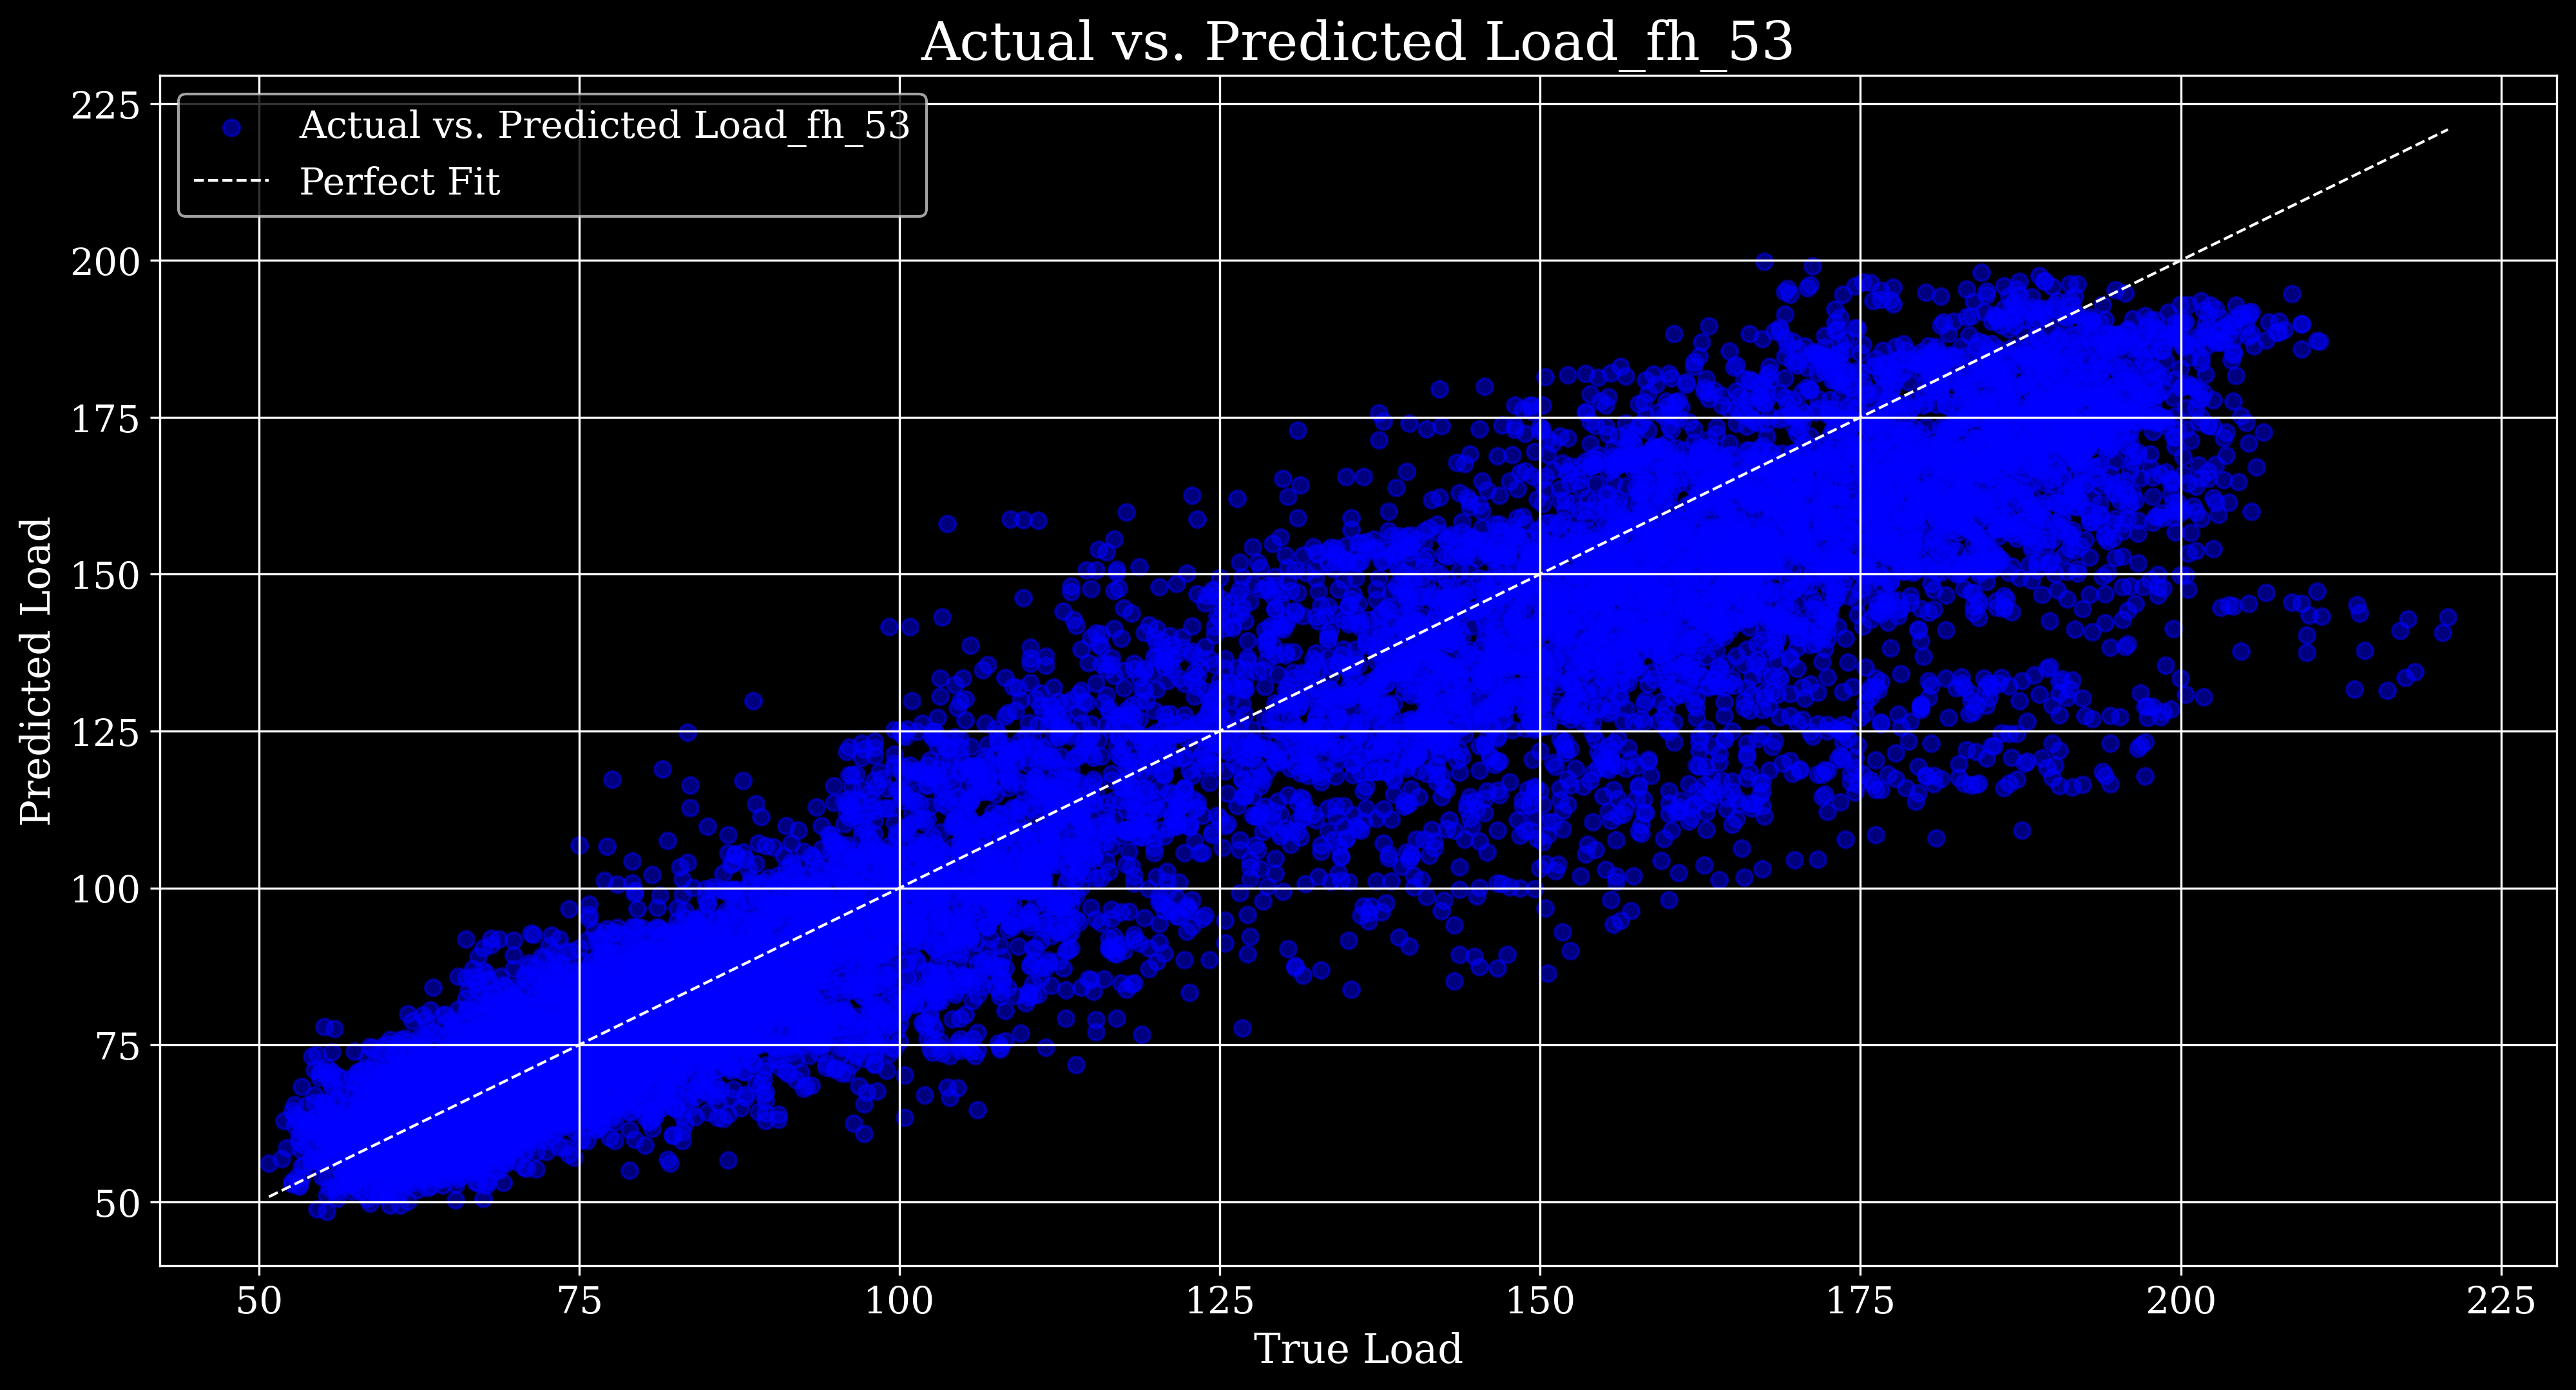 Actual vs. Predicted Load_fh_53
225
200
175
150
125
100
75
50
Predicted Load
Actual vs. Predicted Load_fh_53
Perfect Fit
50 75 100 125 150 175 200 225
True Load